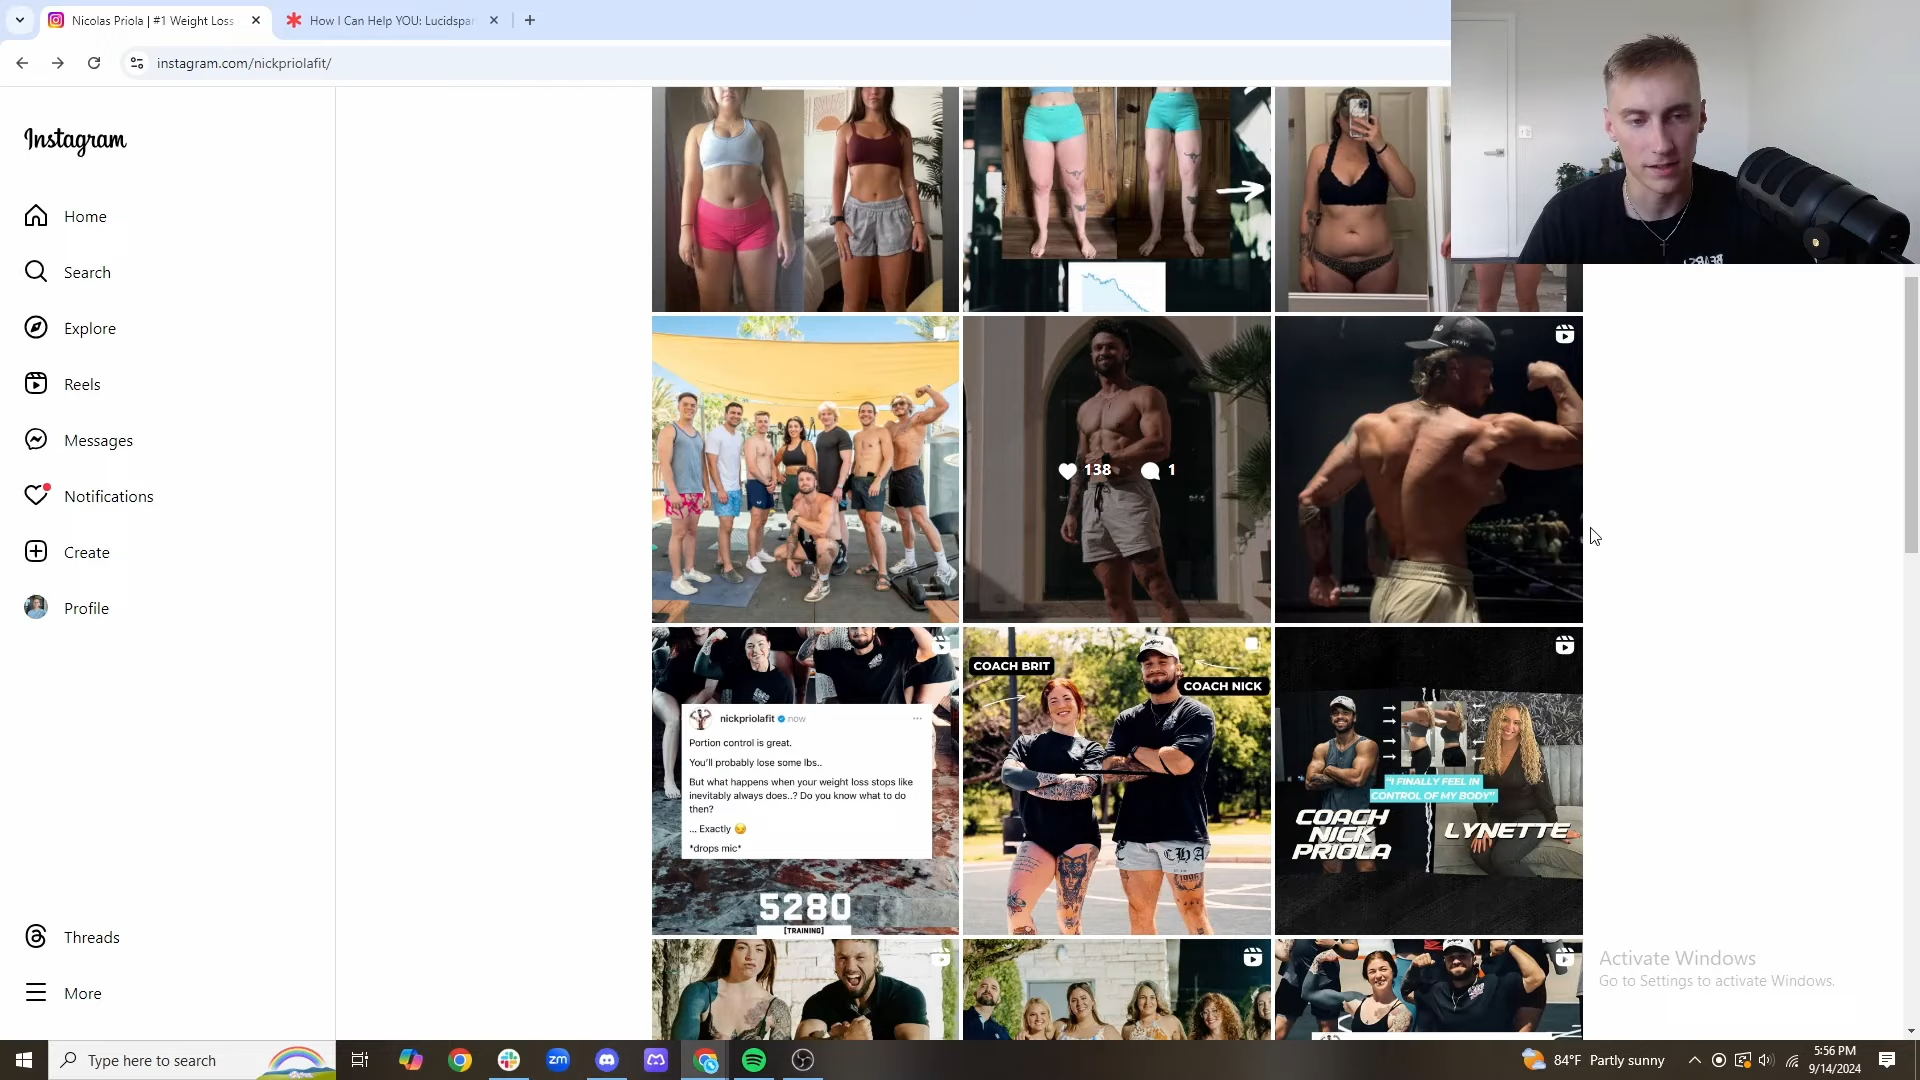 Nicolas Priola | #1 Weight Loss
How I Can Help YOU: Lucidspar
instagram.com/nickpriolafit/
Instagram
Home
Search
Explore
Reels
Messages
Notifications
Create
Profile
Threads
More
138
1
nickpriolafit now
Portion control is great.
You'll probably lose some lbs..
But what happens when your weight loss stops like
inevitably always does..? Do you know what to do
then?
... Exactly 😏
*drops mic*
5280
[TRAINING]
COACH BRIT
COACH NICK
"I FINALLY FEEL IN
CONTROL OF MY BODY"
COACH
NICK
PRIOLA
LYNETTE
Activate Windows
Go to Settings to activate Windows.
Type here to search
zm
84°F Partly sunny
5:56 PM
9/14/2024